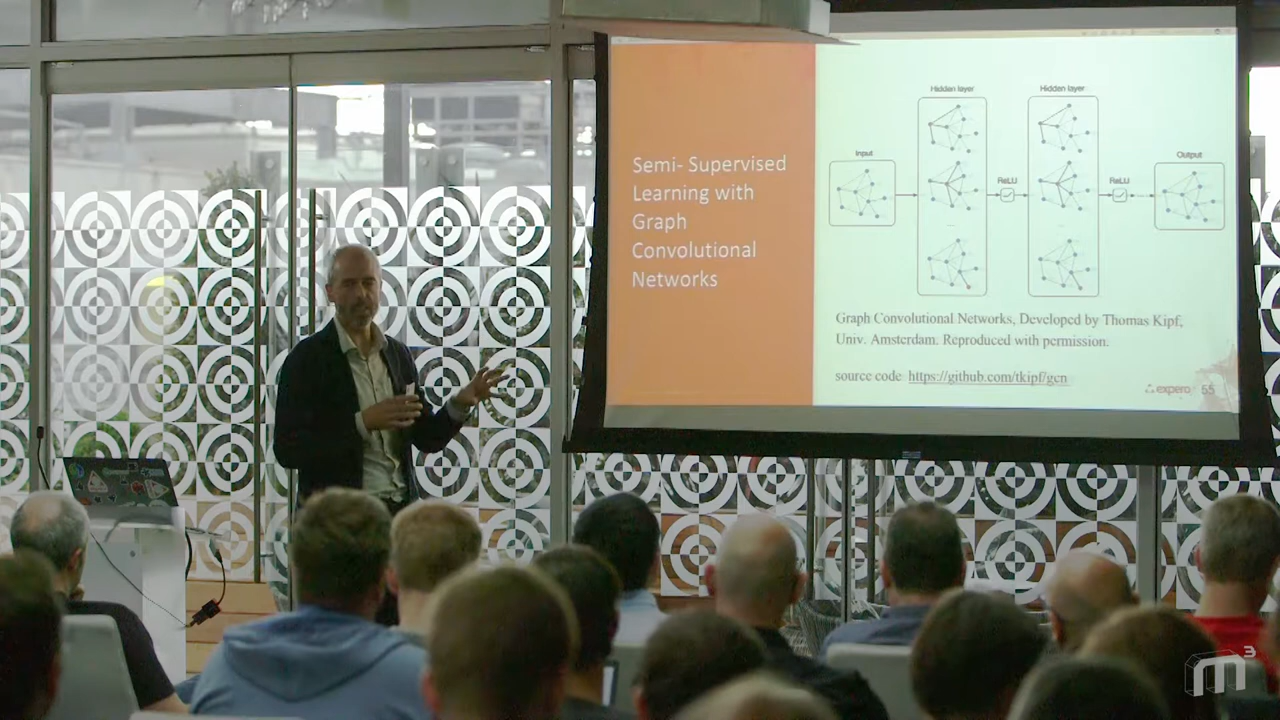 Semi- Supervised
Learning with
Graph
Convolutional
Networks
Hidden layer
Hidden layer
Input
ReLU
ReLU
Output
Graph Convolutional Networks, Developed by Thomas Kipf,
Univ. Amsterdam. Reproduced with permission.
source code: https://github.com/tkipf/gcn
expero
55
m3